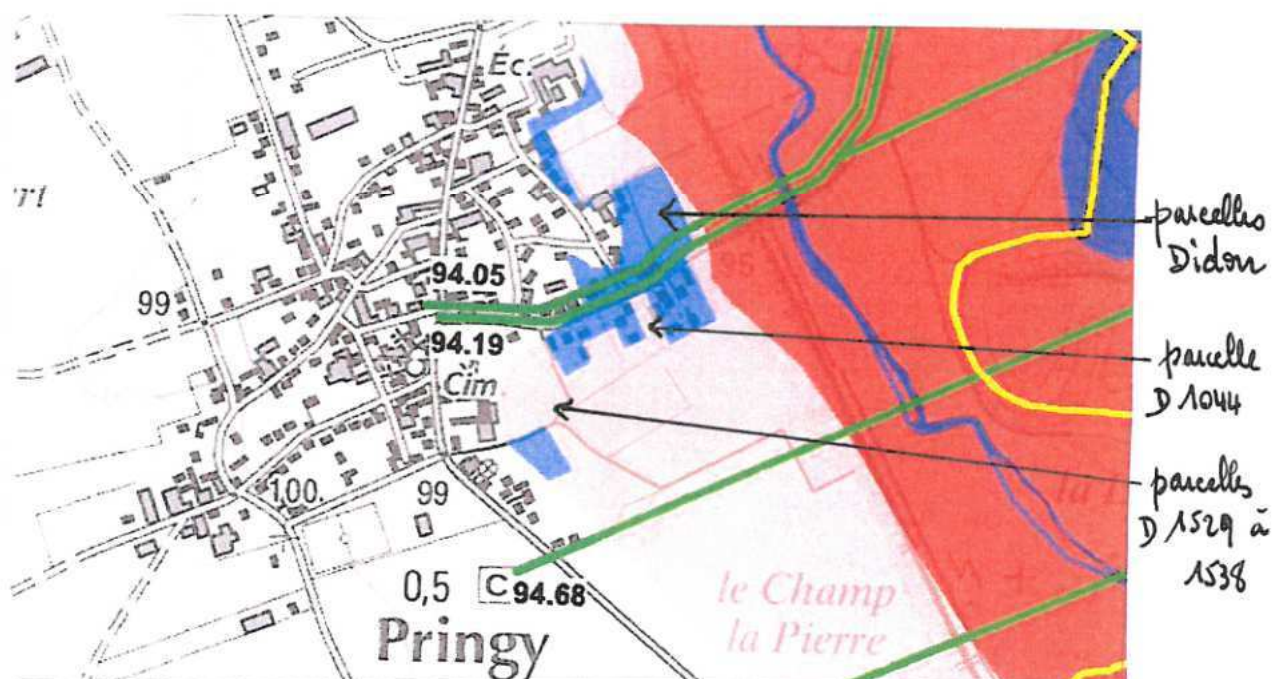 Éc.
94.05
99
94.19
Cim.
100.
99
95
0,5
C 94.68
Pringy
le Champ
la Pierre
parcelles
Didon
parcelle
D 1044
parcelles
D 1529 à
1538